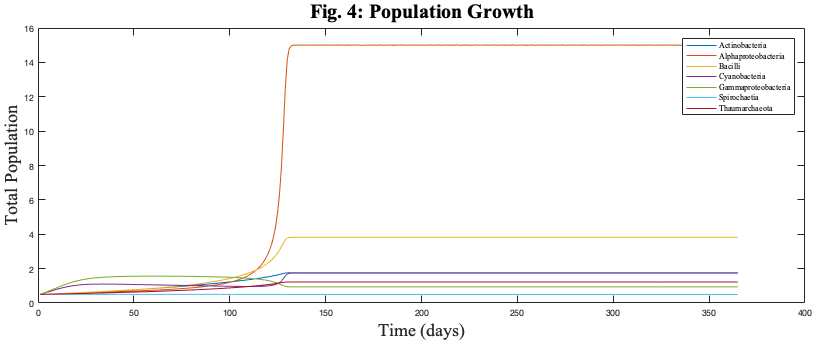 Fig. 4: Population Growth
16
14
12
10
8
6
4
2
0
Total Population
Actinobacteria
Alphaproteobacteria
Bacilli
Cyanobacteria
Gammaproteobacteria
Spirochaetia
Thaumarchaeota
0 50 100 150 200 250 300 350 400
Time (days)